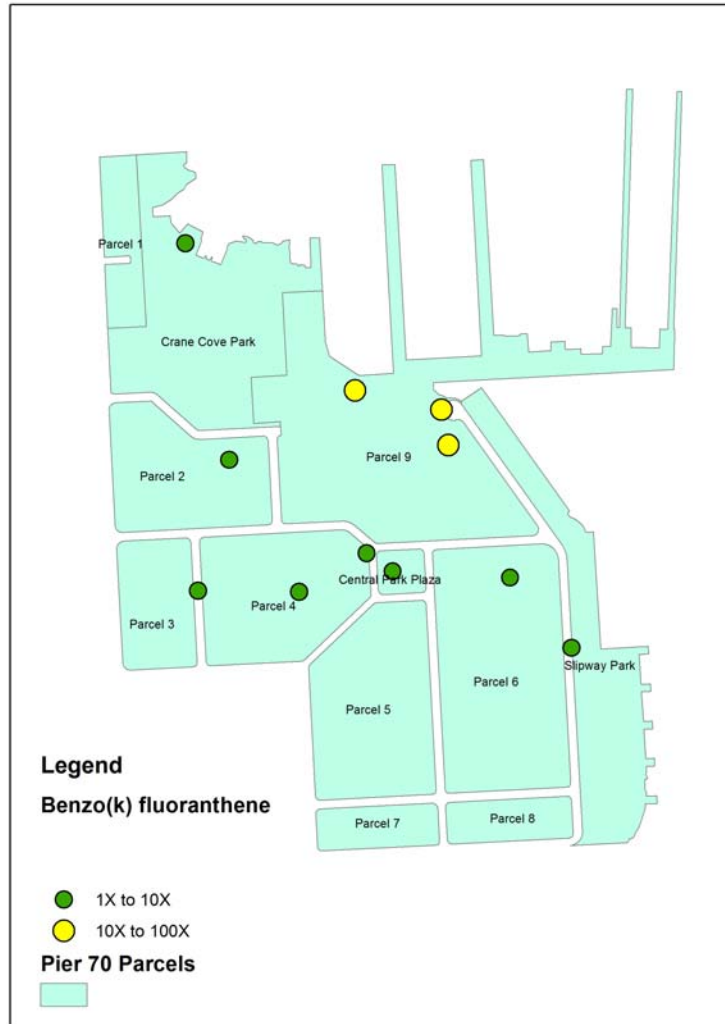 Parcel 1
Crane Cove Park
Parcel 9
Parcel 2
Central Park Plaza
Parcel 4
Parcel 3
Slipway Park
Parcel 6
Parcel 5
Parcel 8
Parcel 7
Legend
Benzo(k) fluoranthene
1X to 10X
10X to 100X
Pier 70 Parcels